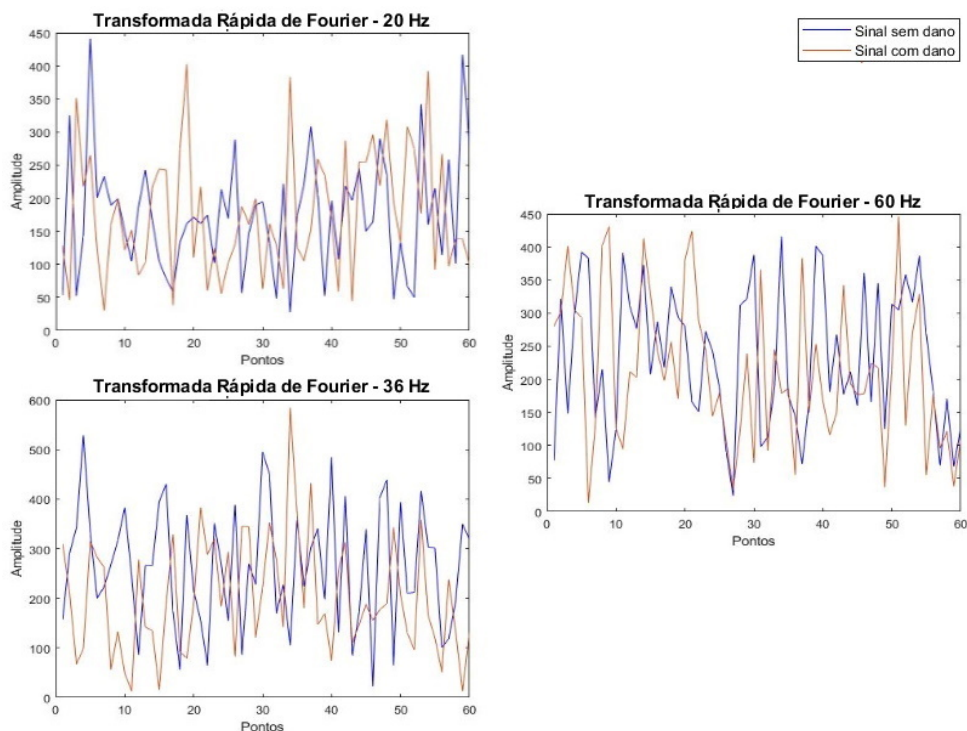 Transformada Rápida de Fourier - 20 Hz
450
400
350
300
250
200
150
100
50
0
Amplitude
0 10 20 30 40 50 60
Pontos
Sinal sem dano
Sinal com dano
Transformada Rápida de Fourier - 36 Hz
600
500
400
300
200
100
0
Amplitude
0 10 20 30 40 50 60
Pontos
Transformada Rápida de Fourier - 60 Hz
450
400
350
300
250
200
150
100
50
0
Amplitude
0 10 20 30 40 50 60
Pontos